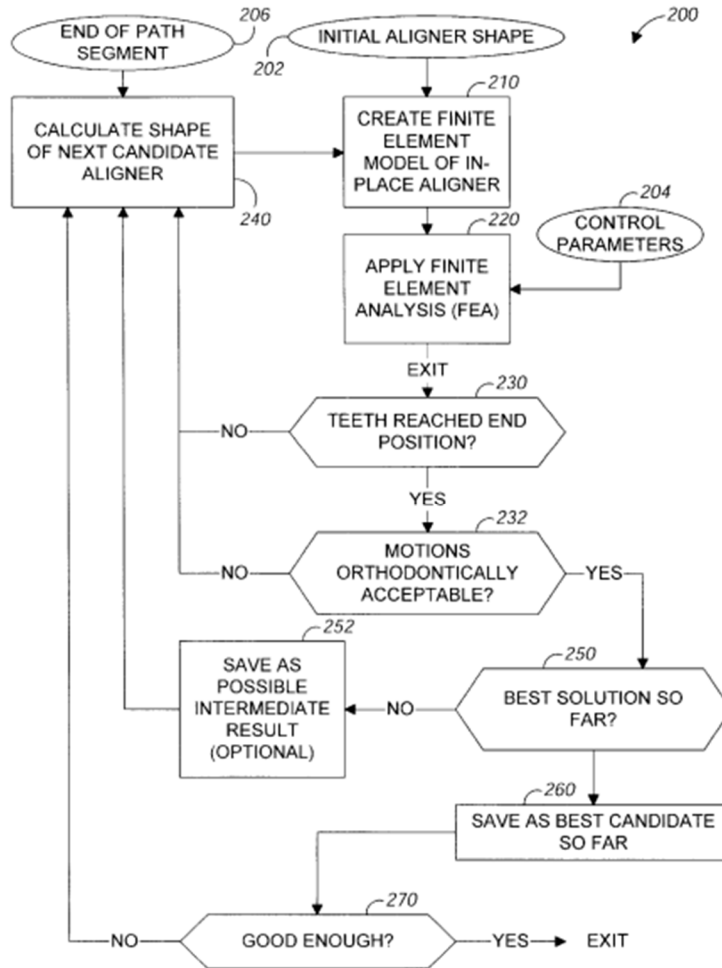 200
206
END OF PATH
SEGMENT
202
INITIAL ALIGNER SHAPE
CALCULATE SHAPE
OF NEXT CANDIDATE
ALIGNER
240
210
CREATE FINITE
ELEMENT
MODEL OF IN-
PLACE ALIGNER
204
CONTROL
PARAMETERS
220
APPLY FINITE
ELEMENT
ANALYSIS (FEA)
EXIT
230
NO
TEETH REACHED END
POSITION?
YES
232
NO
MOTIONS
ORTHODONTICALLY
ACCEPTABLE?
YES
252
SAVE AS
POSSIBLE
INTERMEDIATE
RESULT
(OPTIONAL)
NO
250
BEST SOLUTION SO
FAR?
260
SAVE AS BEST CANDIDATE
SO FAR
270
NO
GOOD ENOUGH?
YES
EXIT